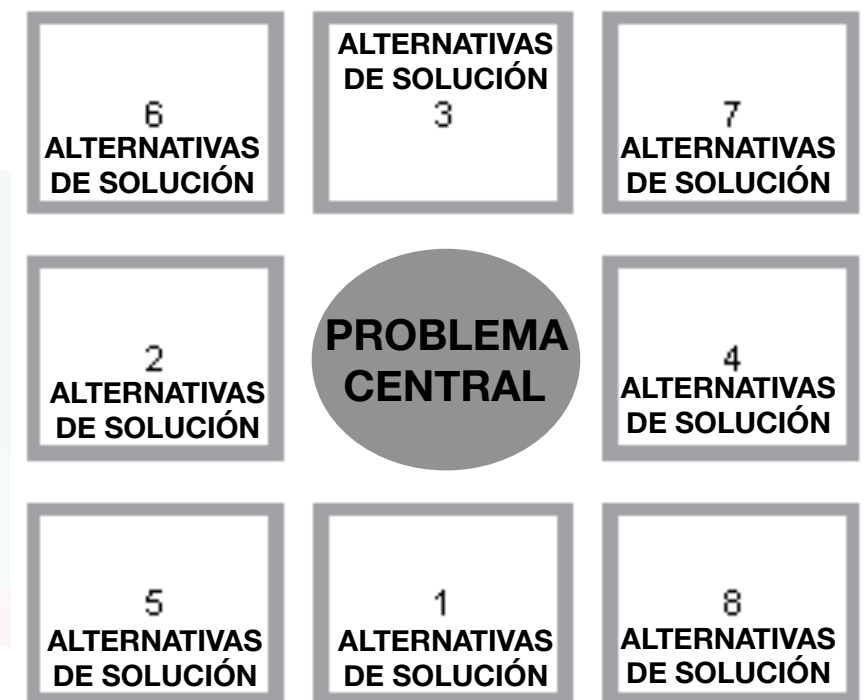 6
ALTERNATIVAS
DE SOLUCIÓN
ALTERNATIVAS
DE SOLUCIÓN
3
7
ALTERNATIVAS
DE SOLUCIÓN
2
ALTERNATIVAS
DE SOLUCIÓN
PROBLEMA
CENTRAL
4
ALTERNATIVAS
DE SOLUCIÓN
5
ALTERNATIVAS
DE SOLUCIÓN
1
ALTERNATIVAS
DE SOLUCIÓN
8
ALTERNATIVAS
DE SOLUCIÓN